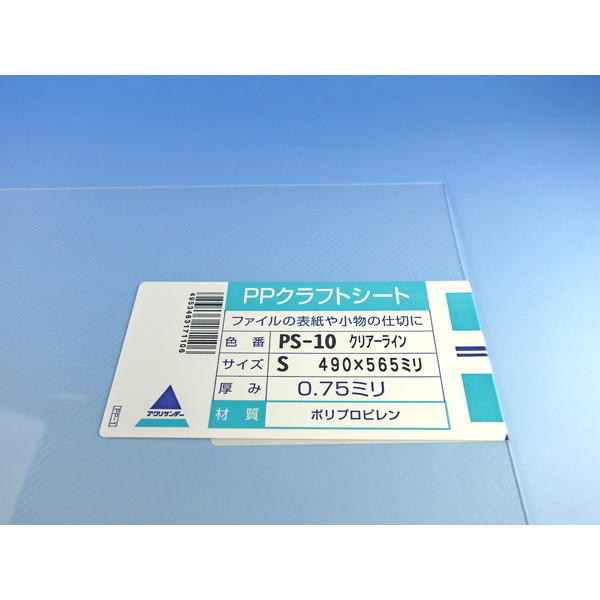 PPクラフトシート
ファイルの表紙や小物の仕切に
色番 PS-10 クリアーライン
サイズ S 490×565ミリ
厚み 0.75ミリ
材質 ポリプロピレン
4953463171106
アクリサンデー